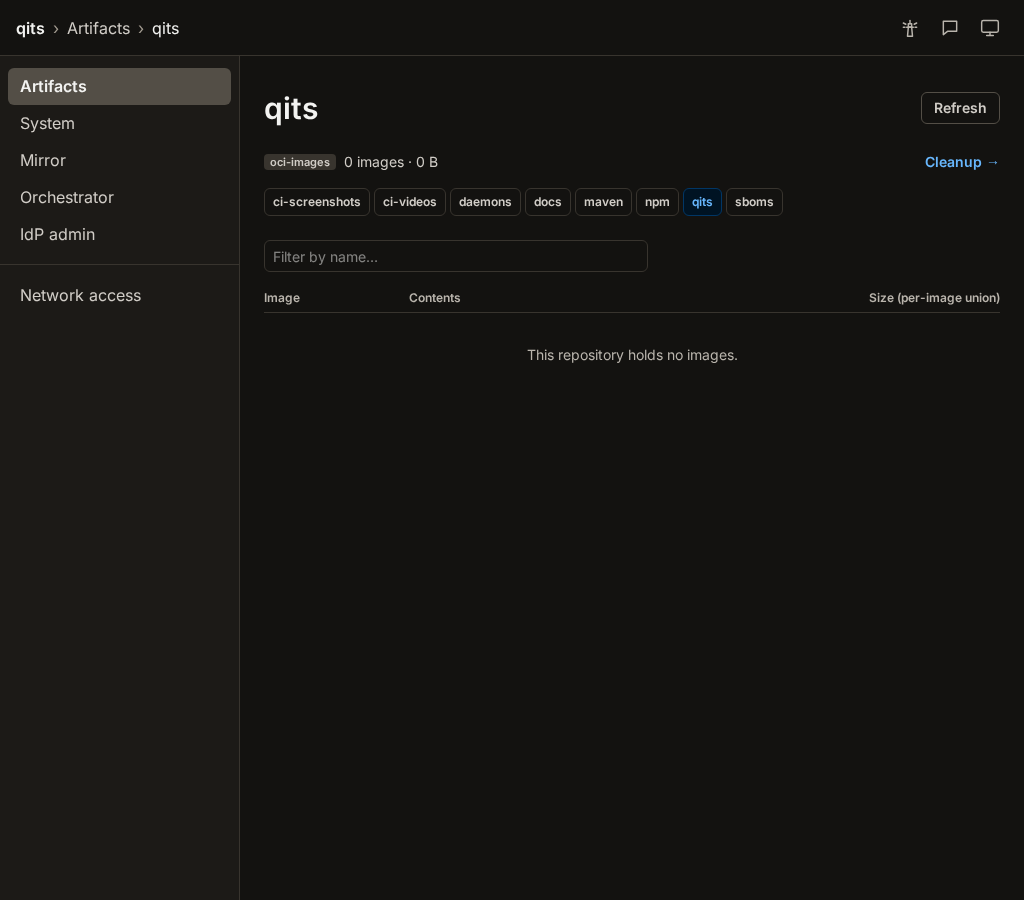 qits › Artifacts › qits
Artifacts
System
Mirror
Orchestrator
IdP admin
Network access
qits
Refresh
oci-images 0 images · 0 B
Cleanup →
ci-screenshots ci-videos daemons docs maven npm qits sboms
Filter by name...
Image Contents Size (per-image union)
This repository holds no images.